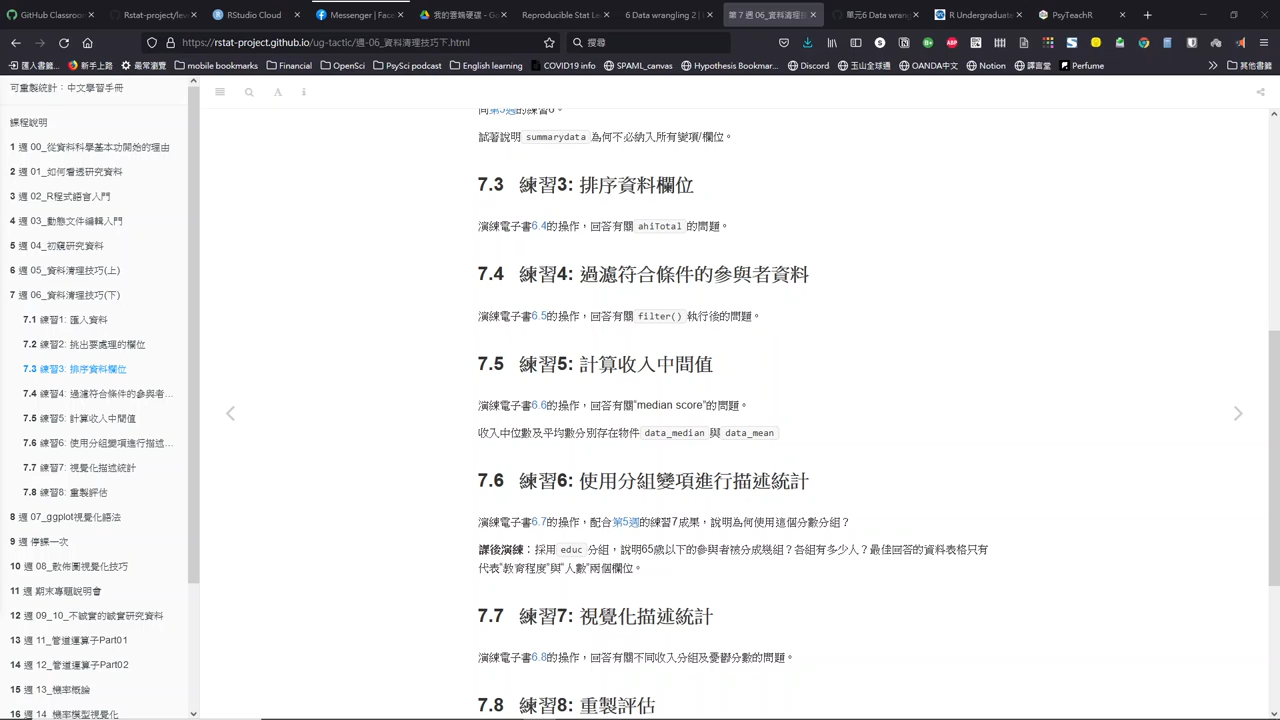 GitHub Classroom
Rstat-project/lev
RStudio Cloud
Messenger | Face
我的雲端硬碟 - Go
Reproducible Stat Le
6 Data wrangling 2 |
第 7 週 06_資料清理技
單元6 Data wran
R Undergraduate
PsyTeachR
https://rstat-project.github.io/ug-tactic/週-06_資料清理技巧下.html
搜尋
匯入書籤...
新手上路
最常瀏覽
mobile bookmarks
Financial
OpenSci
PsySci podcast
English learning
COVID19 info
SPAML_canvas
Hypothesis Bookmar...
Discord
玉山全球通
OANDA中文
Notion
譯言堂
Perfume
其他書籤
可重製統計:中文學習手冊
課程說明
1 週 00_從資料科學基本功開始的理由
2 週 01_如何看透研究資料
3 週 02_R程式語言入門
4 週 03_動態文件編輯入門
5 週 04_初窺研究資料
6 週 05_資料清理技巧(上)
7 週 06_資料清理技巧(下)
7.1 練習1: 匯入資料
7.2 練習2: 挑出要處理的欄位
7.3 練習3: 排序資料欄位
7.4 練習4: 過濾符合條件的參與者...
7.5 練習5: 計算收入中間值
7.6 練習6: 使用分組變項進行描述...
7.7 練習7: 視覺化描述統計
7.8 練習8: 重製評估
8 週 07_ggplot視覺化語法
9 週 停課一次
10 週 08_散佈圖視覺化技巧
11 週 期末專題說明會
12 週 09_10_不誠實的誠實研究資料
13 週 11_管道運算子Part01
14 週 12_管道運算子Part02
15 週 13_機率概論
16 週 14_機率模型視覺化
同第5週的練習6。
試著說明 summarydata 為何不必納入所有變項/欄位。
7.3 練習3: 排序資料欄位
演練電子書6.4的操作,回答有關 ahiTotal 的問題。
7.4 練習4: 過濾符合條件的參與者資料
演練電子書6.5的操作,回答有關 filter() 執行後的問題。
7.5 練習5: 計算收入中間值
演練電子書6.6的操作,回答有關"median score"的問題。
收入中位數及平均數分別存在物件 data_median 與 data_mean
7.6 練習6: 使用分組變項進行描述統計
演練電子書6.7的操作,配合第5週的練習7成果,說明為何使用這個分數分組?
課後演練:採用 educ 分組,說明65歲以下的參與者被分成幾組?各組有多少人?最佳回答的資料表格只有
代表"教育程度"與"人數"兩個欄位。
7.7 練習7: 視覺化描述統計
演練電子書6.8的操作,回答有關不同收入分組及憂鬱分數的問題。
7.8 練習8: 重製評估